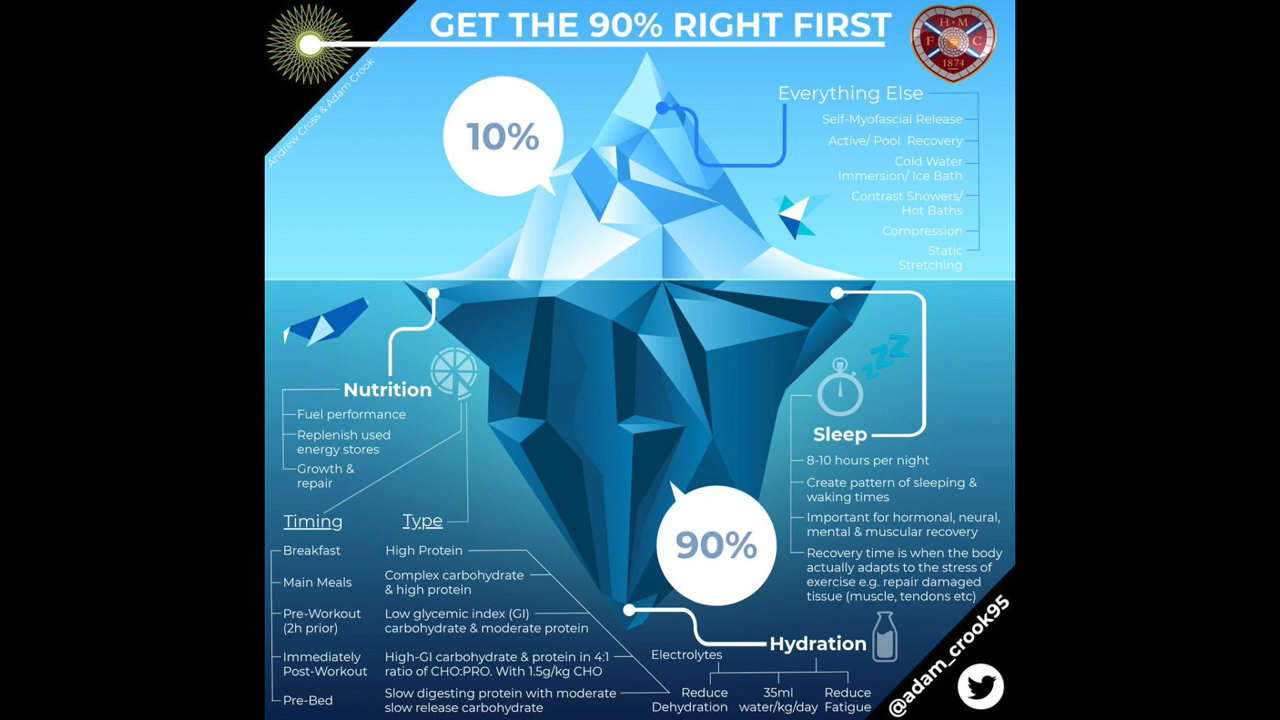 GET THE 90% RIGHT FIRST
Andrew Cross & Adam Crook
H M
F C
1874
10%
Everything Else
Self-Myofascial Release
Active/ Pool Recovery
Cold Water
Immersion/ Ice Bath
Contrast Showers/
Hot Baths
Compression
Static
Stretching
Nutrition
Fuel performance
Replenish used
energy stores
Growth &
repair
Timing
Type
Breakfast
High Protein
Main Meals
Complex carbohydrate
& high protein
Pre-Workout
(2h prior)
Low glycemic index (GI)
carbohydrate & moderate protein
Immediately
Post-Workout
High-GI carbohydrate & protein in 4:1
ratio of CHO:PRO. With 1.5g/kg CHO
Pre-Bed
Slow digesting protein with moderate
slow release carbohydrate
ZZZ
Sleep
8-10 hours per night
Create pattern of sleeping &
waking times
Important for hormonal, neural,
mental & muscular recovery
Recovery time is when the body
actually adapts to the stress of
exercise e.g. repair damaged
tissue (muscle, tendons etc)
90%
Hydration
Electrolytes
Reduce
Dehydration
35ml
water/kg/day
Reduce
Fatigue
@adam_crook95